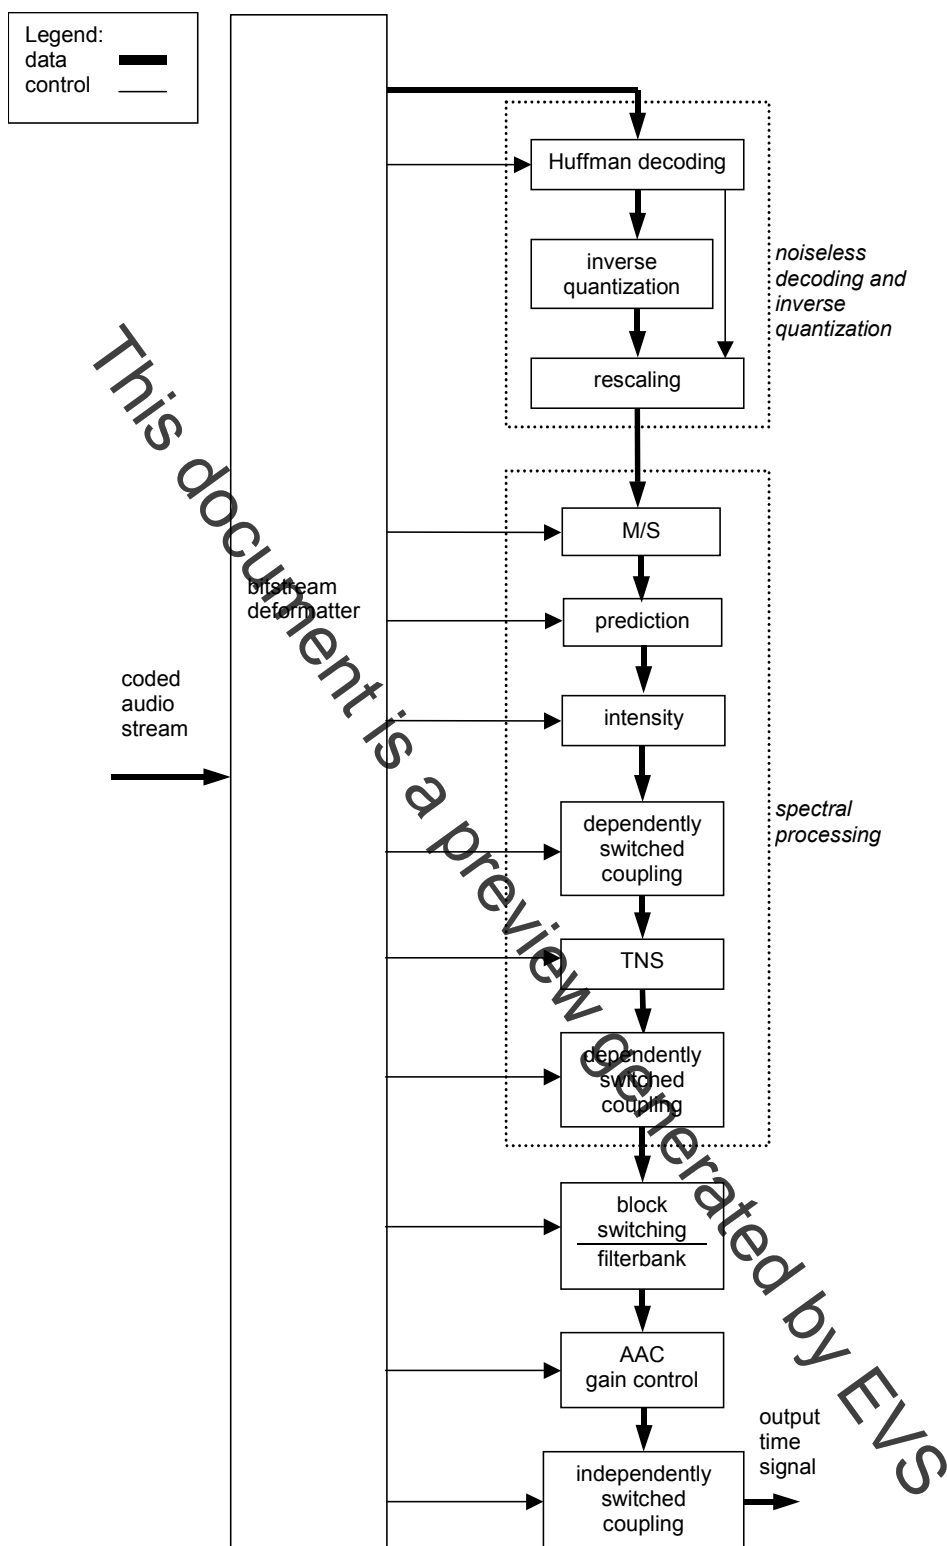 Legend:
data
control
Huffman decoding
inverse
quantization
rescaling
noiseless
decoding and
inverse
quantization
M/S
bitstream
deformatter
prediction
coded
audio
stream
intensity
dependently
switched
coupling
spectral
processing
TNS
dependently
switched
coupling
block
switching
filterbank
AAC
gain control
output
time
signal
independently
switched
coupling
This document is a preview generated by EVS